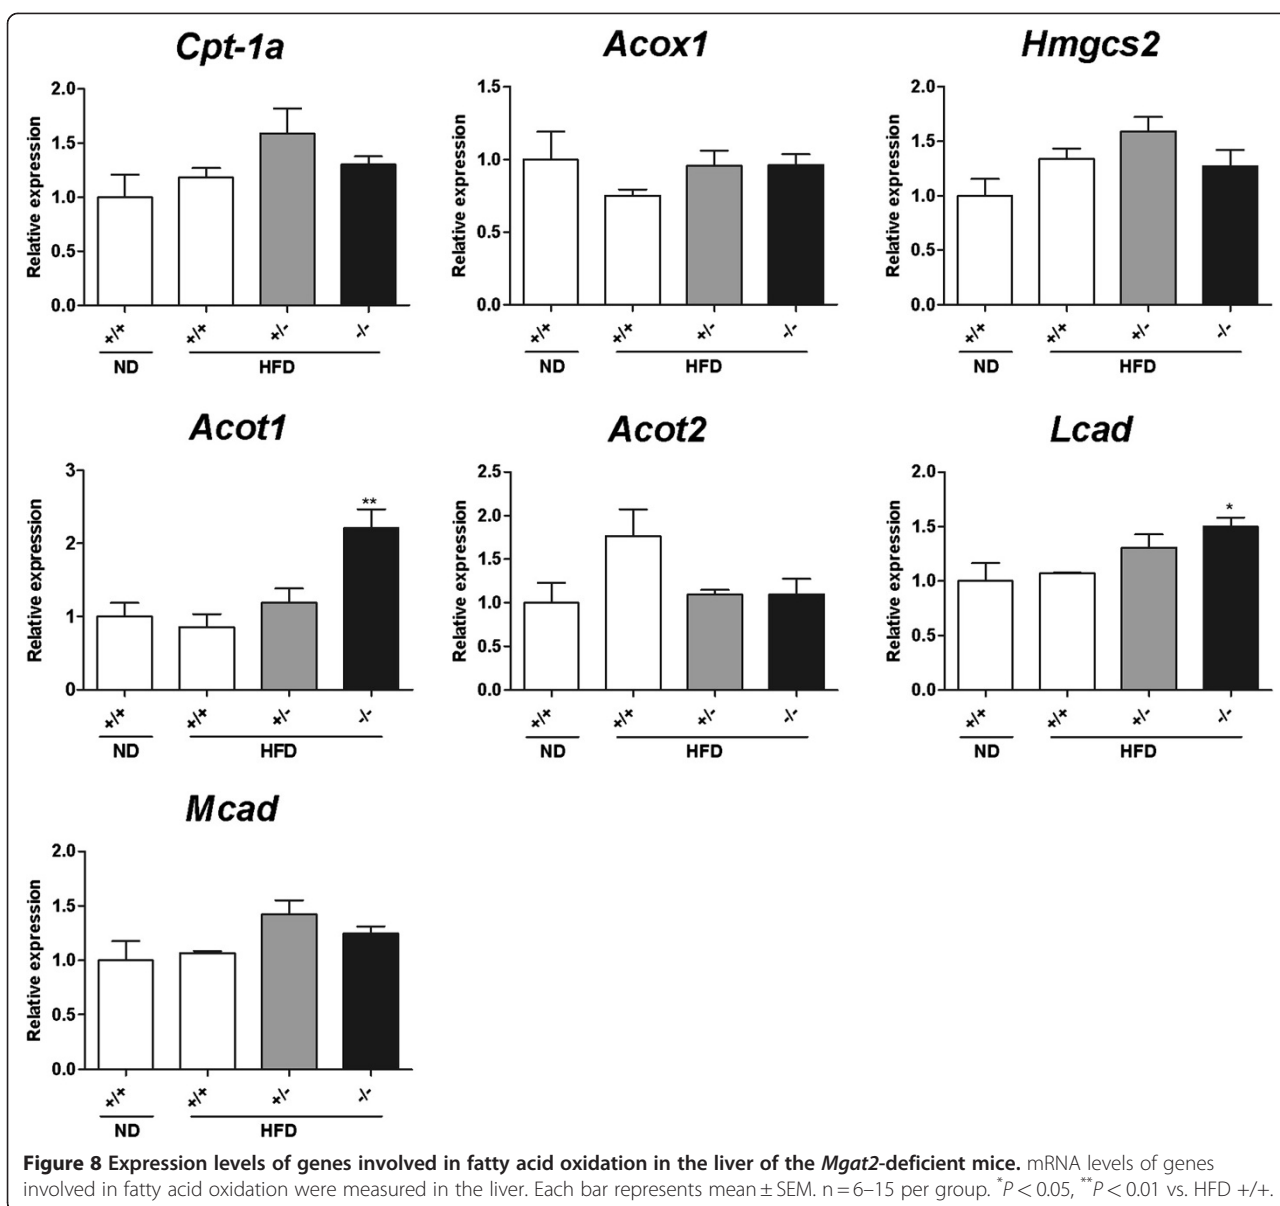 Cpt-1a
Relative expression
2.0
1.5
1.0
0.5
0.0
+/+ +/+ +/- -/-
ND HFD
Acox1
Relative expression
1.5
1.0
0.5
0.0
+/+ +/+ +/- -/-
ND HFD
Hmgcs2
Relative expression
2.0
1.5
1.0
0.5
0.0
+/+ +/+ +/- -/-
ND HFD
Acot1
Relative expression
3
2
1
0
**
+/+ +/+ +/- -/-
ND HFD
Acot2
Relative expression
2.5
2.0
1.5
1.0
0.5
0.0
+/+ +/+ +/- -/-
ND HFD
Lcad
Relative expression
2.0
1.5
1.0
0.5
0.0
*
+/+ +/+ +/- -/-
ND HFD
Mcad
Relative expression
2.0
1.5
1.0
0.5
0.0
+/+ +/+ +/- -/-
ND HFD
Figure 8 Expression levels of genes involved in fatty acid oxidation in the liver of the Mgat2-deficient mice. mRNA levels of genes
involved in fatty acid oxidation were measured in the liver. Each bar represents mean ± SEM. n = 6–15 per group. *P < 0.05, **P < 0.01 vs. HFD +/+.